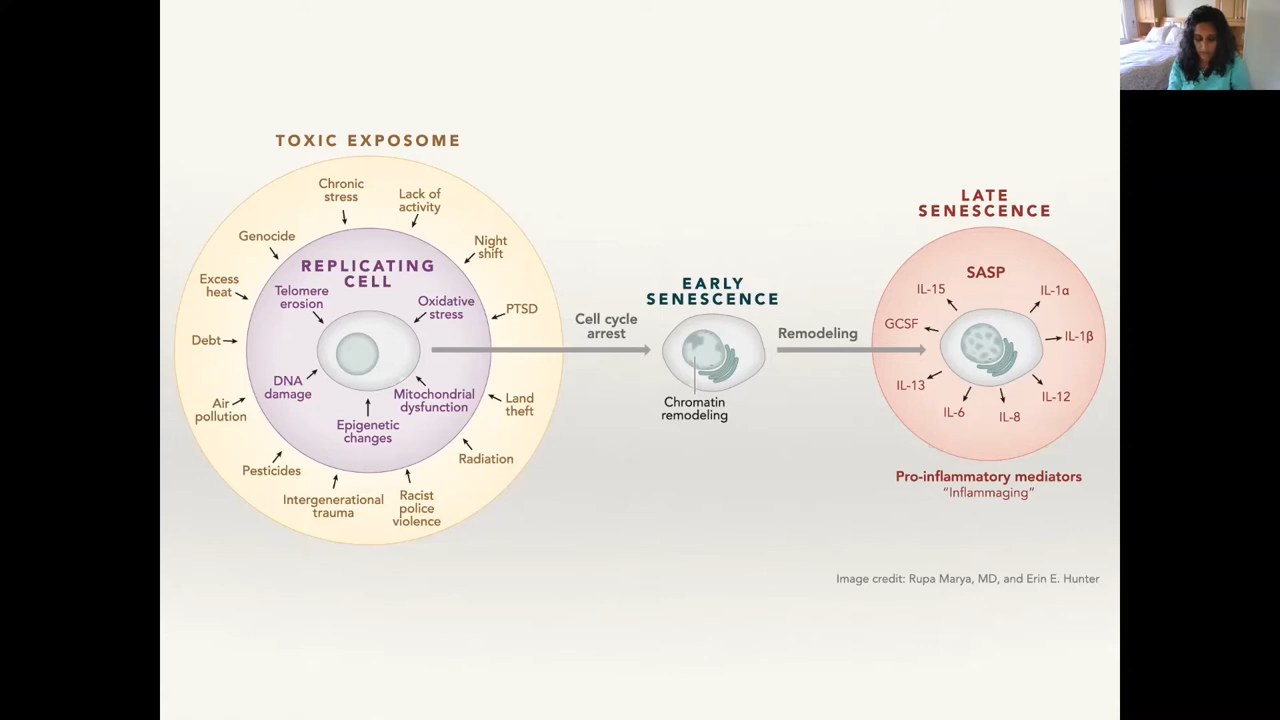 TOXIC EXPOSOME
Chronic
stress
Lack of
activity
Genocide
Night
shift
Excess
heat
PTSD
Debt
Air
pollution
Land
theft
Pesticides
Radiation
Intergenerational
trauma
Racist
police
violence
REPLICATING
CELL
Telomere
erosion
Oxidative
stress
DNA
damage
Mitochondrial
dysfunction
Epigenetic
changes
Cell cycle
arrest
EARLY
SENESCENCE
Chromatin
remodeling
Remodeling
LATE
SENESCENCE
SASP
IL-15
IL-1α
GCSF
IL-1β
IL-13
IL-12
IL-6
IL-8
Pro-inflammatory mediators
“Inflammaging”
Image credit: Rupa Marya, MD, and Erin E. Hunter